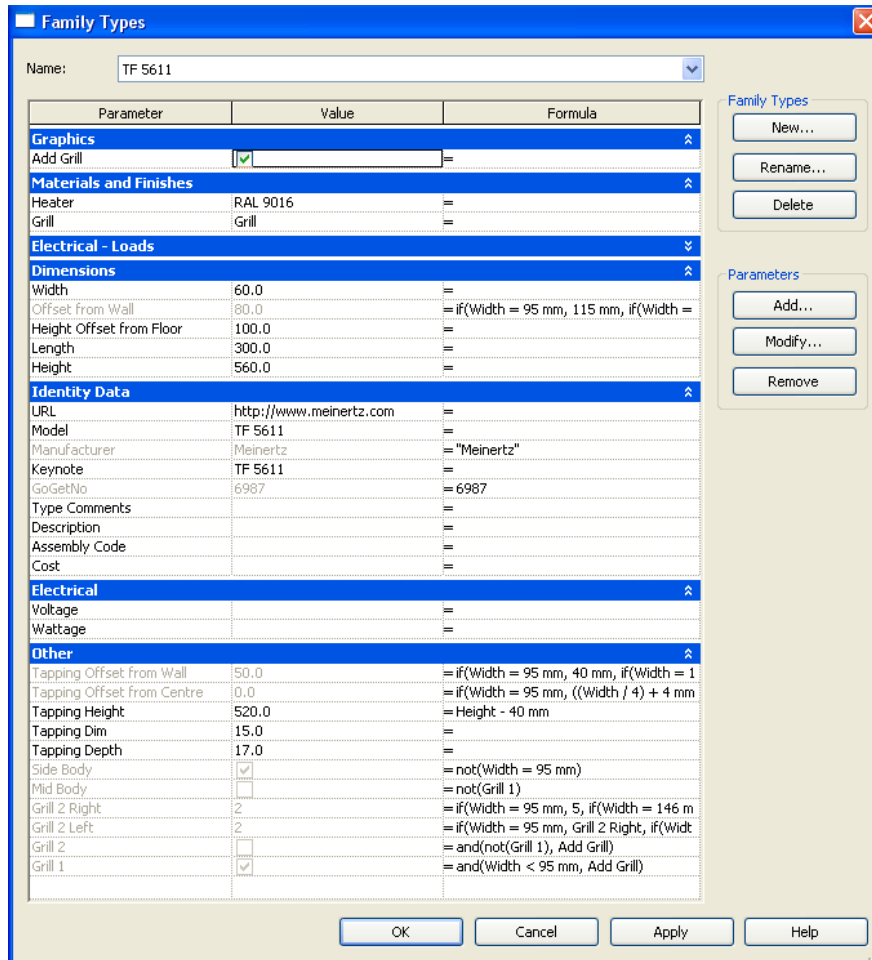 Family Types
Name: TF 5611
Parameter Value Formula
Graphics
Add Grill =
Materials and Finishes
Heater RAL 9016 =
Grill Grill =
Electrical - Loads
Dimensions
Width 60.0 =
Offset from Wall 80.0 = if(Width = 95 mm, 115 mm, if(Width =
Height Offset from Floor 100.0 =
Length 300.0 =
Height 560.0 =
Identity Data
URL http://www.meinertz.com =
Model TF 5611 =
Manufacturer Meinertz = "Meinertz"
Keynote TF 5611 =
GoGetNo 6987 = 6987
Type Comments =
Description =
Assembly Code =
Cost =
Electrical
Voltage =
Wattage =
Other
Tapping Offset from Wall 50.0 = if(Width = 95 mm, 40 mm, if(Width = 1
Tapping Offset from Centre 0.0 = if(Width = 95 mm, ((Width / 4) + 4 mm
Tapping Height 520.0 = Height - 40 mm
Tapping Dim 15.0 =
Tapping Depth 17.0 =
Side Body = not(Width = 95 mm)
Mid Body = not(Grill 1)
Grill 2 Right 2 = if(Width = 95 mm, 5, if(Width = 146 m
Grill 2 Left 2 = if(Width = 95 mm, Grill 2 Right, if(Widt
Grill 2 = and(not(Grill 1), Add Grill)
Grill 1 = and(Width < 95 mm, Add Grill)
Family Types
New...
Rename...
Delete
Parameters
Add...
Modify...
Remove
OK Cancel Apply Help